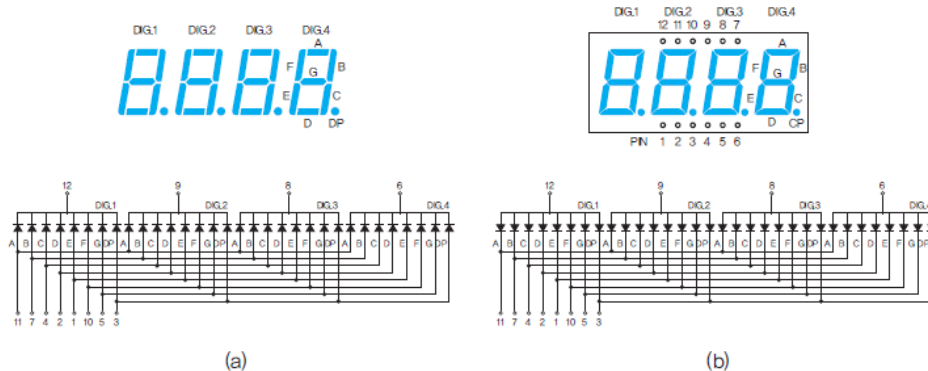 DIG.1 DIG.2 DIG.3 DIG.4
A
F B
G
E C
D DP
12 9 8 6
DIG.1 DIG.2 DIG.3 DIG.4
A B C D E F G DP A B C D E F G DP A B C D E F G DP A B C D E F G DP
11 7 4 2 1 10 5 3
(a)
DIG.1 DIG.2 DIG.3 DIG.4
12 11 10 9 8 7
A
F B
G
E C
D CP
PIN 1 2 3 4 5 6
12 9 8 6
DIG.1 DIG.2 DIG.3 DIG.4
A B C D E F G DP A B C D E F G DP A B C D E F G DP A B C D E F G DP
11 7 4 2 1 10 5 3
(b)